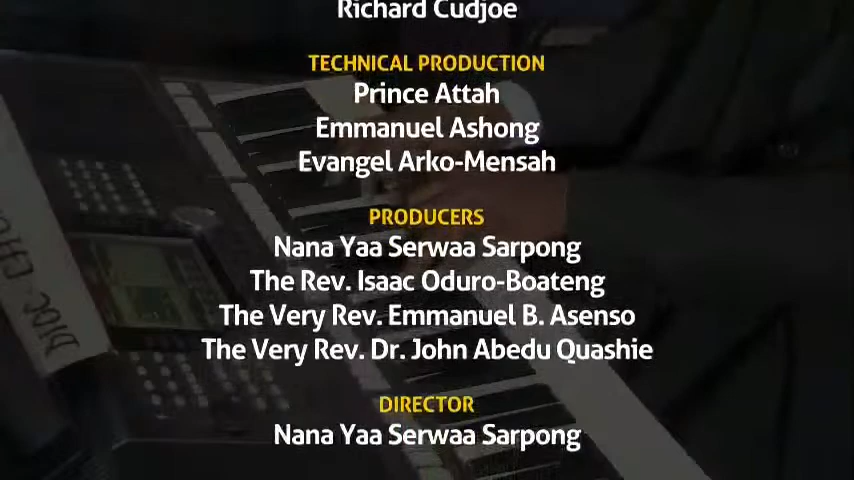 Richard Cudjoe
TECHNICAL PRODUCTION
Prince Attah
Emmanuel Ashong
Evangel Arko-Mensah
PRODUCERS
Nana Yaa Serwaa Sarpong
The Rev. Isaac Oduro-Boateng
The Very Rev. Emmanuel B. Asenso
The Very Rev. Dr. John Abedu Quashie
DIRECTOR
Nana Yaa Serwaa Sarpong